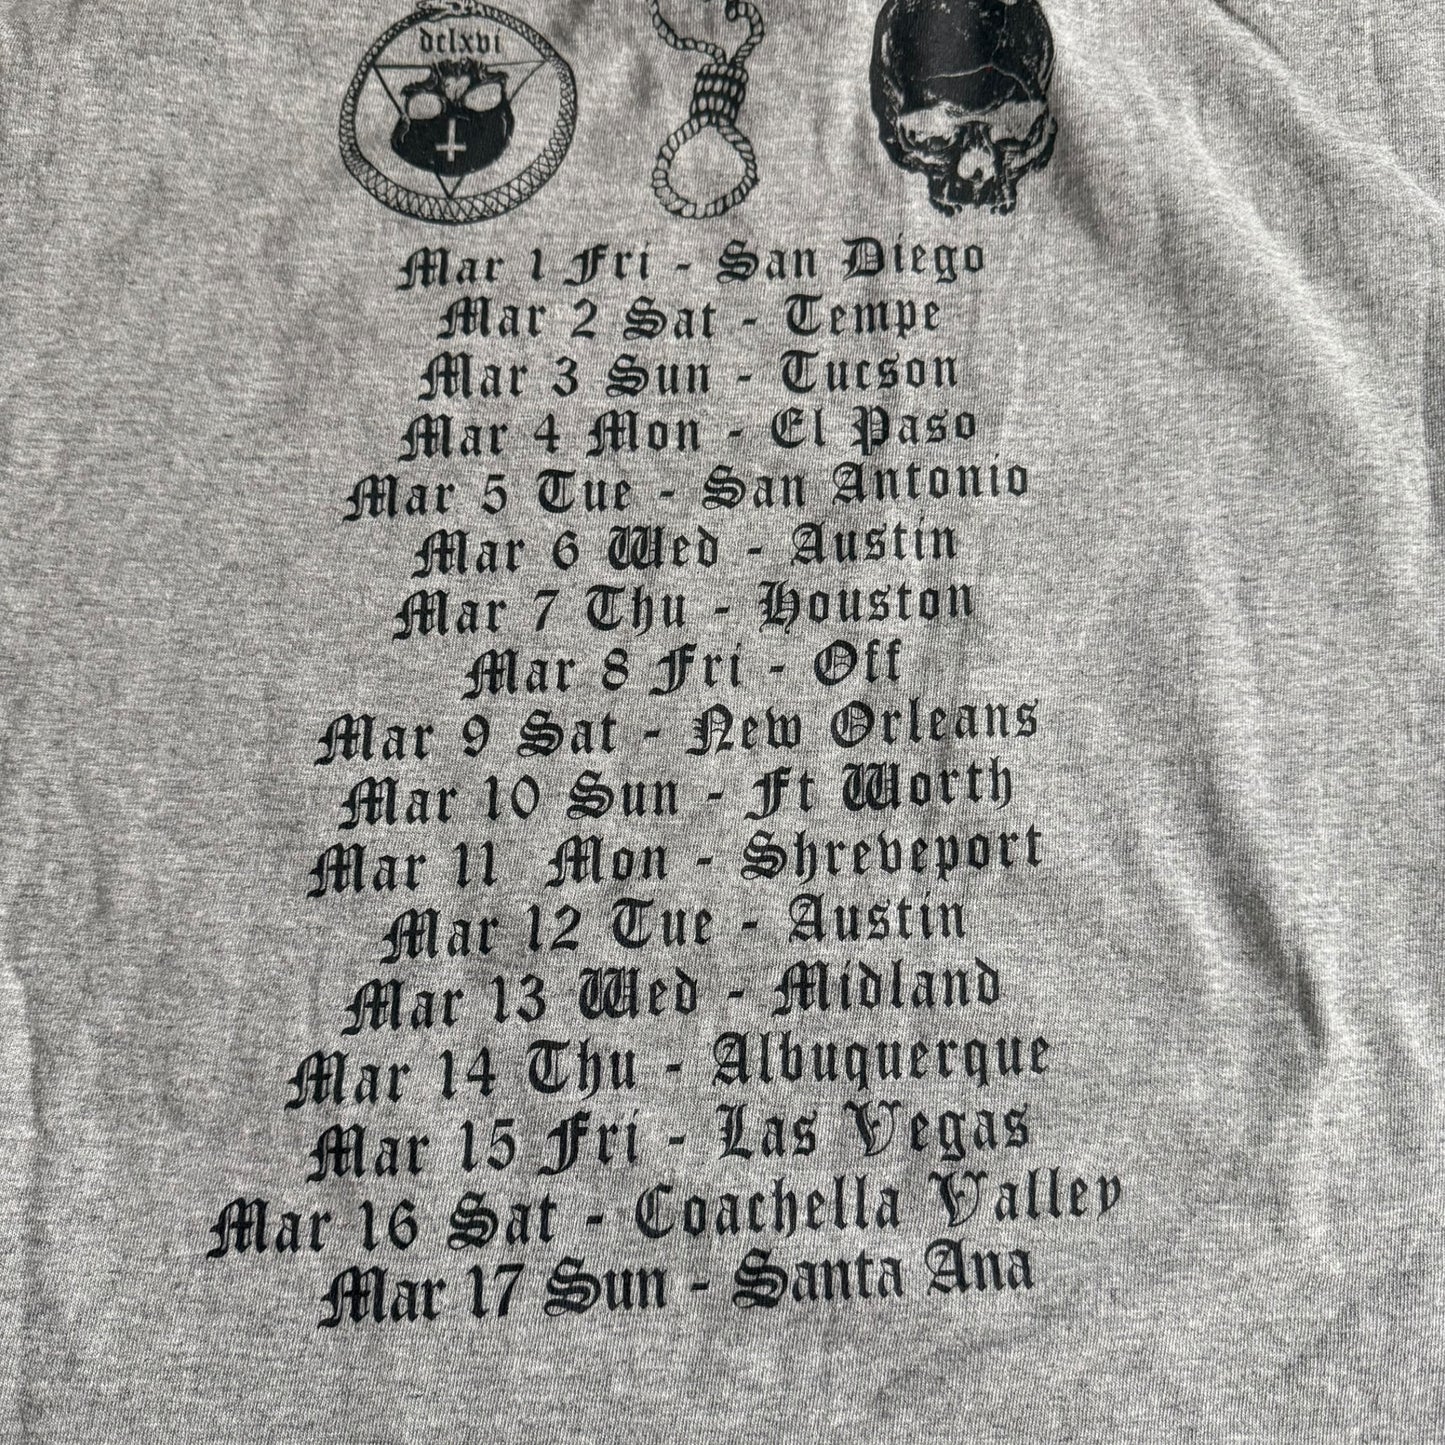 dclxvi
Mar 1 Fri - San Diego
Mar 2 Sat - Tempe
Mar 3 Sun - Tucson
Mar 4 Mon - El Paso
Mar 5 Tue - San Antonio
Mar 6 Wed - Austin
Mar 7 Thu - Houston
Mar 8 Fri - Off
Mar 9 Sat - New Orleans
Mar 10 Sun - Ft Worth
Mar 11 Mon - Shreveport
Mar 12 Tue - Austin
Mar 13 Wed - Midland
Mar 14 Thu - Albuquerque
Mar 15 Fri - Las Vegas
Mar 16 Sat - Coachella Valley
Mar 17 Sun - Santa Ana